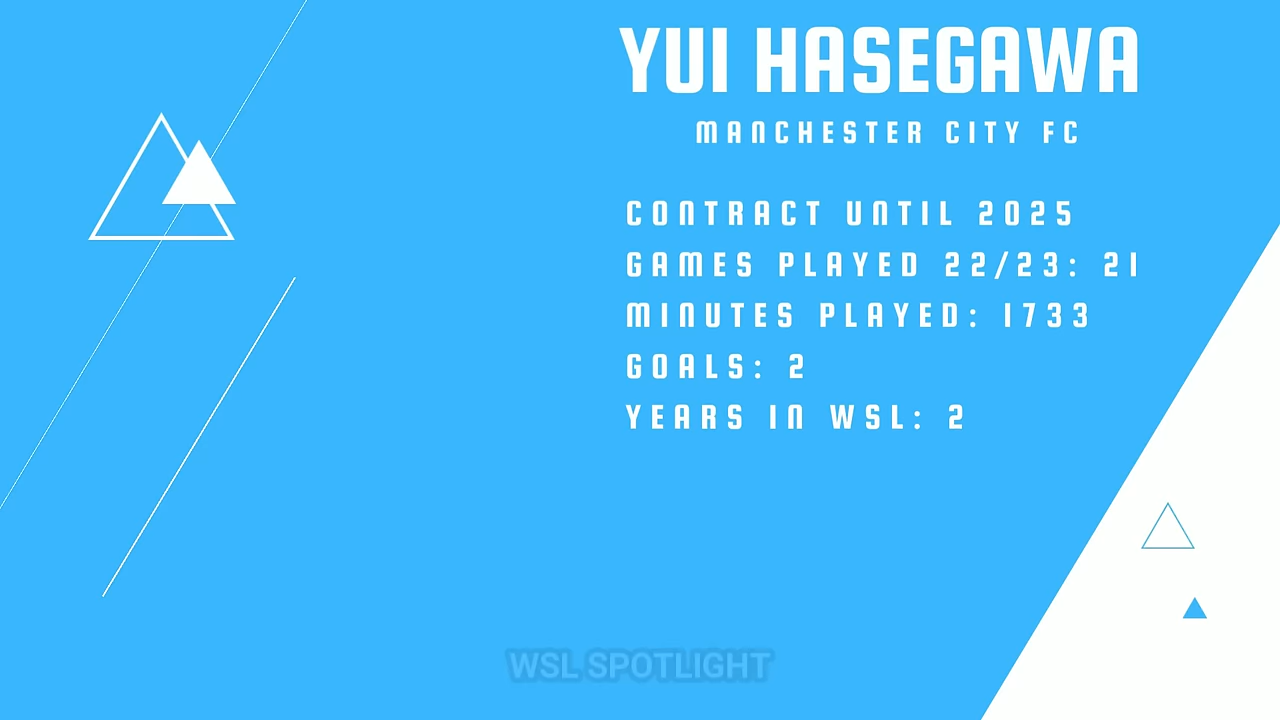 YUI HASEGAWA
MANCHESTER CITY FC
CONTRACT UNTIL 2025
GAMES PLAYED 22/23: 21
MINUTES PLAYED: 1733
GOALS: 2
YEARS IN WSL: 2
WSL SPOTLIGHT